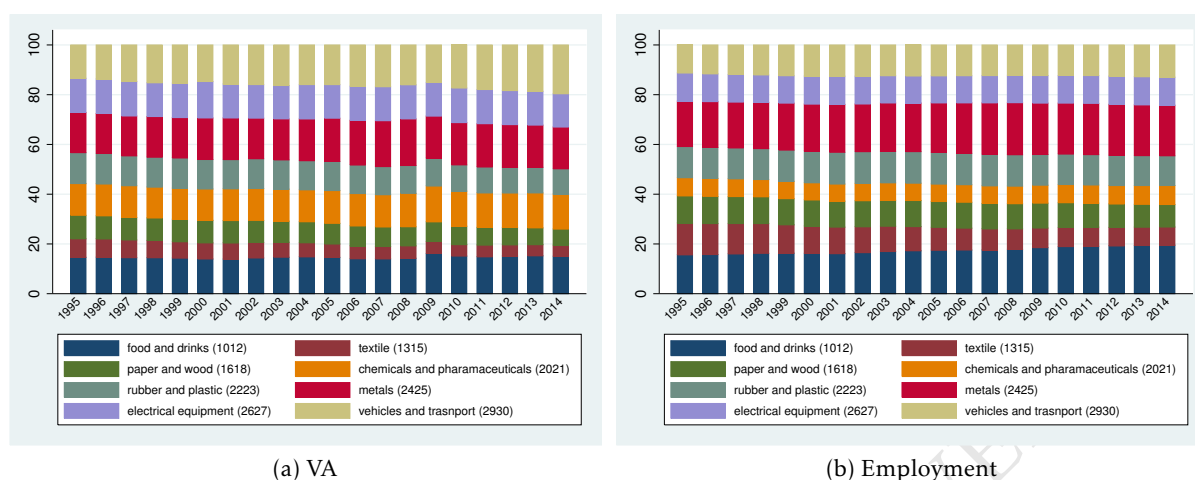 100
80
60
40
20
0
1995 1996 1997 1998 1999 2000 2001 2002 2003 2004 2005 2006 2007 2008 2009 2010 2011 2012 2013 2014
food and drinks (1012) textile (1315)
paper and wood (1618) chemicals and pharamaceuticals (2021)
rubber and plastic (2223) metals (2425)
electrical equipment (2627) vehicles and trasnport (2930)
(a) VA
100
80
60
40
20
0
1995 1996 1997 1998 1999 2000 2001 2002 2003 2004 2005 2006 2007 2008 2009 2010 2011 2012 2013 2014
food and drinks (1012) textile (1315)
paper and wood (1618) chemicals and pharamaceuticals (2021)
rubber and plastic (2223) metals (2425)
electrical equipment (2627) vehicles and trasnport (2930)
(b) Employment